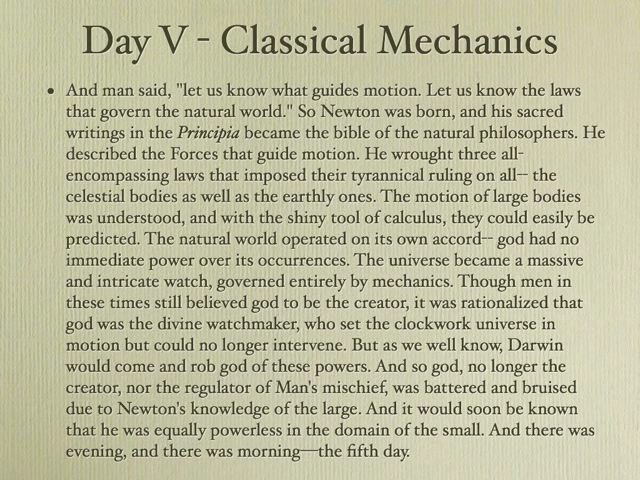 Day V - Classical Mechanics
• And man said, "let us know what guides motion. Let us know the laws
that govern the natural world." So Newton was born, and his sacred
writings in the Principia became the bible of the natural philosophers. He
described the Forces that guide motion. He wrought three all-
encompassing laws that imposed their tyrannical ruling on all-- the
celestial bodies as well as the earthly ones. The motion of large bodies
was understood, and with the shiny tool of calculus, they could easily be
predicted. The natural world operated on its own accord-- god had no
immediate power over its occurrences. The universe became a massive
and intricate watch, governed entirely by mechanics. Though men in
these times still believed god to be the creator, it was rationalized that
god was the divine watchmaker, who set the clockwork universe in
motion but could no longer intervene. But as we well know, Darwin
would come and rob god of these powers. And so god, no longer the
creator, nor the regulator of Man's mischief, was battered and bruised
due to Newton's knowledge of the large. And it would soon be known
that he was equally powerless in the domain of the small. And there was
evening, and there was morning—the fifth day.